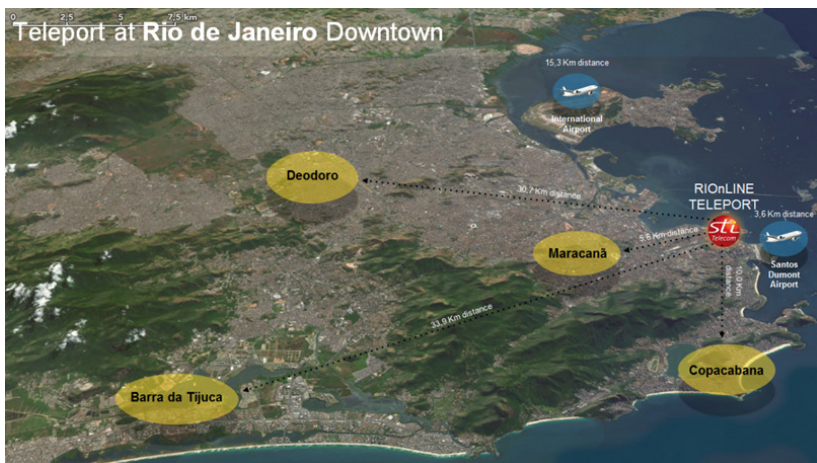 0 2,5 5 7,5 km
Teleport at Rio de Janeiro Downtown
15,3 Km distance
International
Airport
Deodoro
30,7 Km distance
RIOnLINE
TELEPORT
3,6 Km distance
sti
Telecom
5,6 Km distance
Maracanã
Santos
Dumont
Airport
10,0 Km
distance
33,9 Km distance
Copacabana
Barra da Tijuca